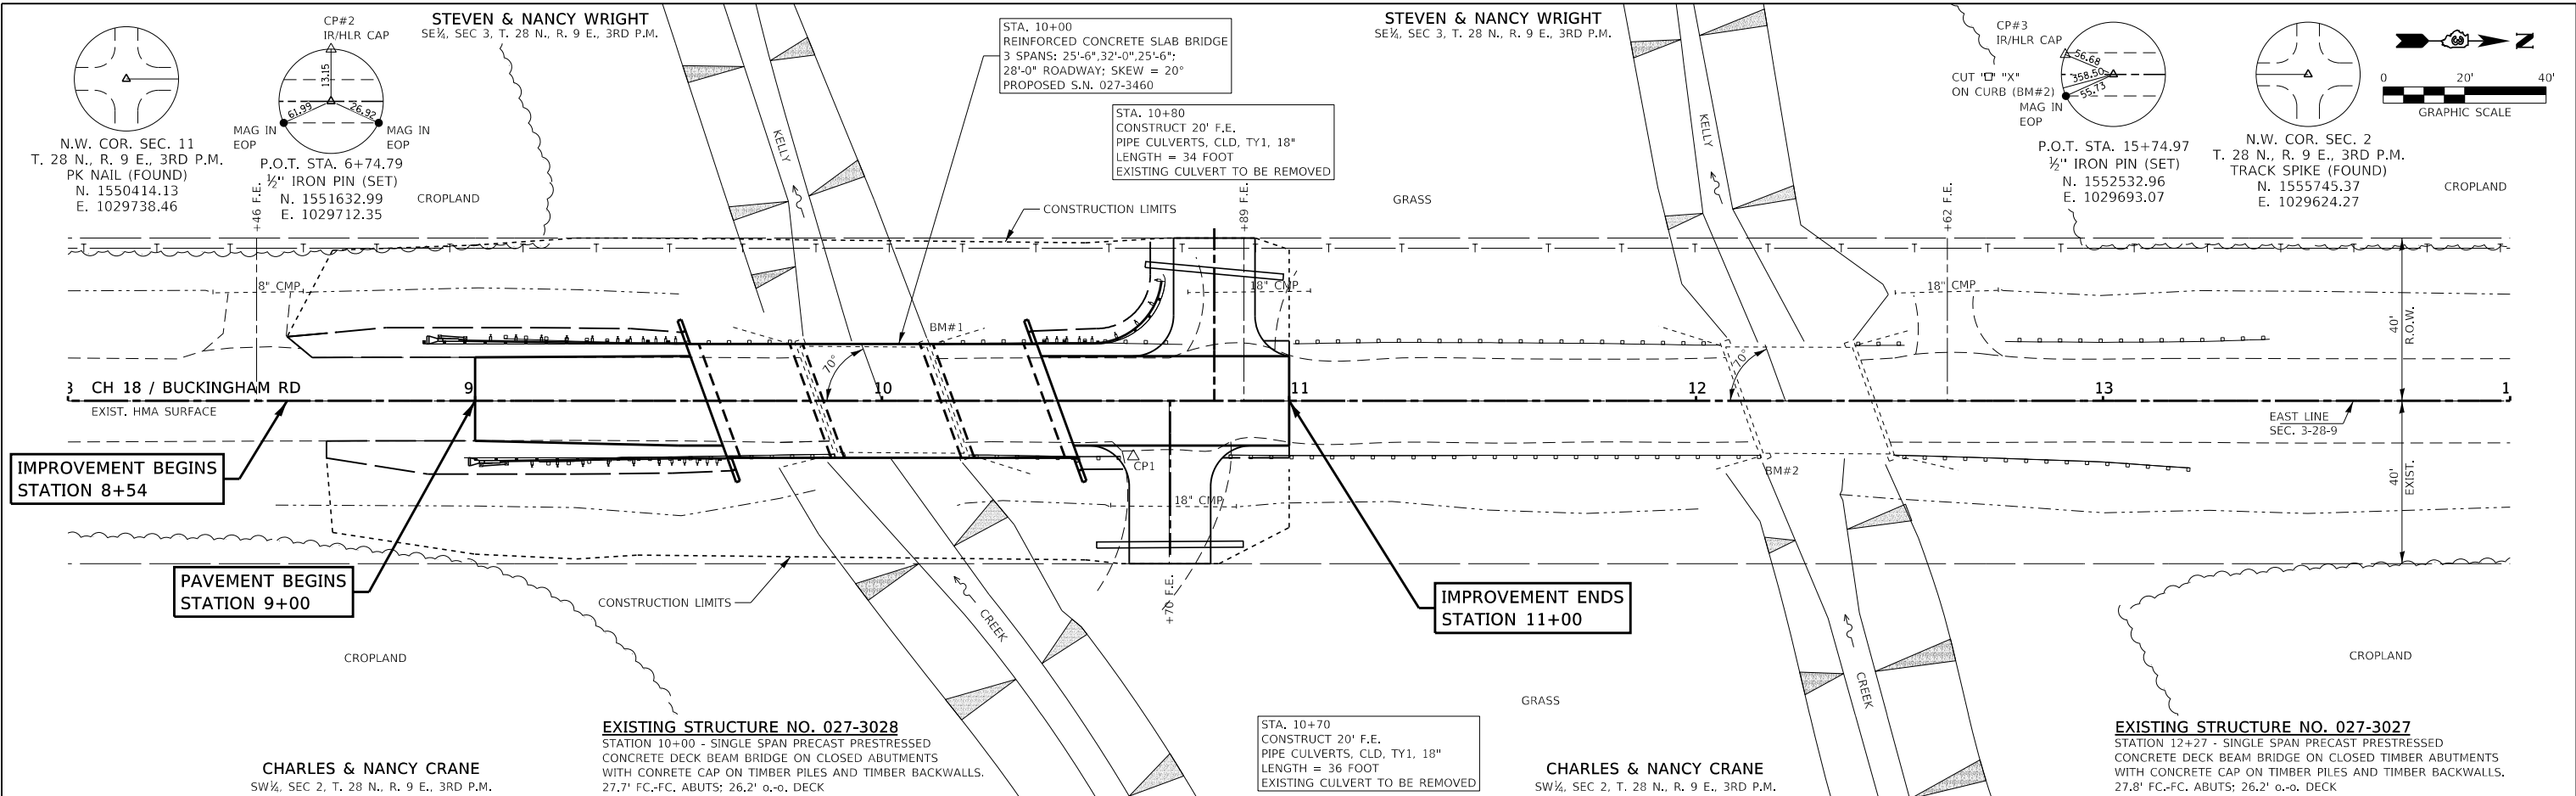 N.W. COR. SEC. 11
T. 28 N., R. 9 E., 3RD P.M.
PK NAIL (FOUND)
N. 1550414.13
E. 1029738.46
CP#2
IR/HLR CAP
13.15
61.99
26.92
MAG IN
EOP
MAG IN
EOP
P.O.T. STA. 6+74.79
½" IRON PIN (SET)
N. 1551632.99
E. 1029712.35
STEVEN & NANCY WRIGHT
SE¼, SEC 3, T. 28 N., R. 9 E., 3RD P.M.
STA. 10+00
REINFORCED CONCRETE SLAB BRIDGE
3 SPANS: 25'-6",32'-0",25'-6";
28'-0" ROADWAY; SKEW = 20°
PROPOSED S.N. 027-3460
STA. 10+80
CONSTRUCT 20' F.E.
PIPE CULVERTS, CLD, TY1, 18"
LENGTH = 34 FOOT
EXISTING CULVERT TO BE REMOVED
STEVEN & NANCY WRIGHT
SE¼, SEC 3, T. 28 N., R. 9 E., 3RD P.M.
CP#3
IR/HLR CAP
CUT "□" "X"
ON CURB (BM#2)
MAG IN
EOP
56.68
358.50
55.73
P.O.T. STA. 15+74.97
½" IRON PIN (SET)
N. 1552532.96
E. 1029693.07
N.W. COR. SEC. 2
T. 28 N., R. 9 E., 3RD P.M.
TRACK SPIKE (FOUND)
N. 1555745.37
E. 1029624.27
N
0 20' 40'
GRAPHIC SCALE
CROPLAND
KELLY
GRASS
KELLY
CROPLAND
+46 F.E.
CONSTRUCTION LIMITS
+89 F.E.
+62 F.E.
T T T T T T T T T T T T T T T T T T T T
8" CMP
18" CMP
18" CMP
BM#1
70°
70°
40'
R.O.W.
CH 18 / BUCKINGHAM RD
9
10
11
12
13
1
EXIST. HMA SURFACE
EAST LINE
SEC. 3-28-9
IMPROVEMENT BEGINS
STATION 8+54
CP1
BM#2
18" CMP
40'
EXIST.
PAVEMENT BEGINS
STATION 9+00
CONSTRUCTION LIMITS
+70 F.E.
IMPROVEMENT ENDS
STATION 11+00
CREEK
CREEK
CROPLAND
CROPLAND
GRASS
CHARLES & NANCY CRANE
SW¼, SEC 2, T. 28 N., R. 9 E., 3RD P.M.
EXISTING STRUCTURE NO. 027-3028
STATION 10+00 - SINGLE SPAN PRECAST PRESTRESSED
CONCRETE DECK BEAM BRIDGE ON CLOSED ABUTMENTS
WITH CONRETE CAP ON TIMBER PILES AND TIMBER BACKWALLS.
27.7' FC.-FC. ABUTS; 26.2' o.-o. DECK
STA. 10+70
CONSTRUCT 20' F.E.
PIPE CULVERTS, CLD, TY1, 18"
LENGTH = 36 FOOT
EXISTING CULVERT TO BE REMOVED
CHARLES & NANCY CRANE
SW¼, SEC 2, T. 28 N., R. 9 E., 3RD P.M.
EXISTING STRUCTURE NO. 027-3027
STATION 12+27 - SINGLE SPAN PRECAST PRESTRESSED
CONCRETE DECK BEAM BRIDGE ON CLOSED TIMBER ABUTMENTS
WITH CONCRETE CAP ON TIMBER PILES AND TIMBER BACKWALLS.
27.8' FC.-FC. ABUTS; 26.2' o.-o. DECK